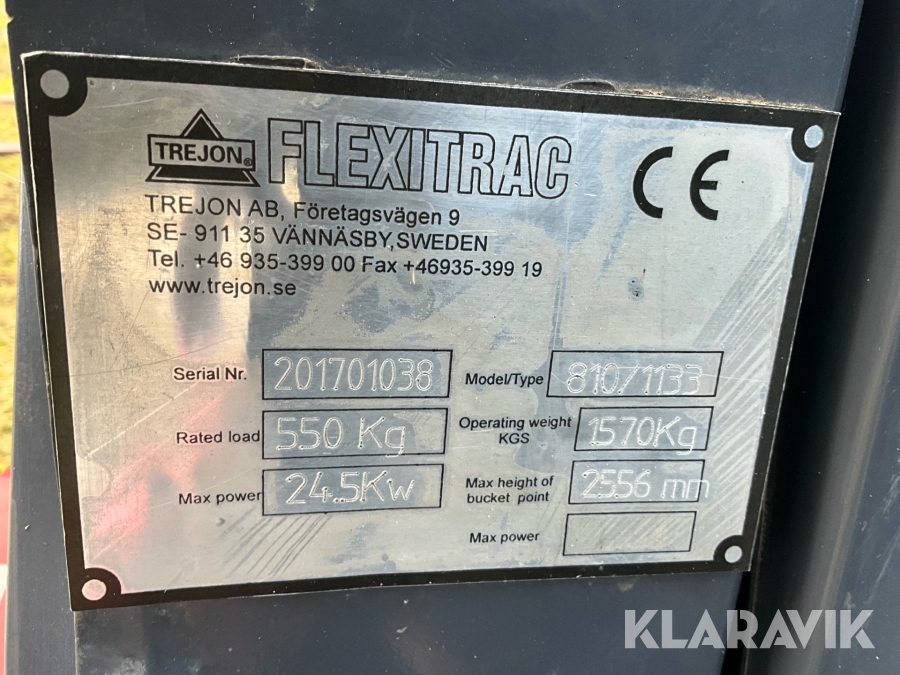 TREJON® FLEXITRAC CE
TREJON AB, Företagsvägen 9
SE- 911 35 VÄNNÄSBY,SWEDEN
Tel. +46 935-399 00 Fax +46935-399 19
www.trejon.se
Serial Nr. 201701038 Model/Type 810/1133
Rated load 550 Kg Operating weight
KGS 1570Kg
Max power 24.5Kw Max height of
bucket point 2556 mm
Max power
KLARAVIK